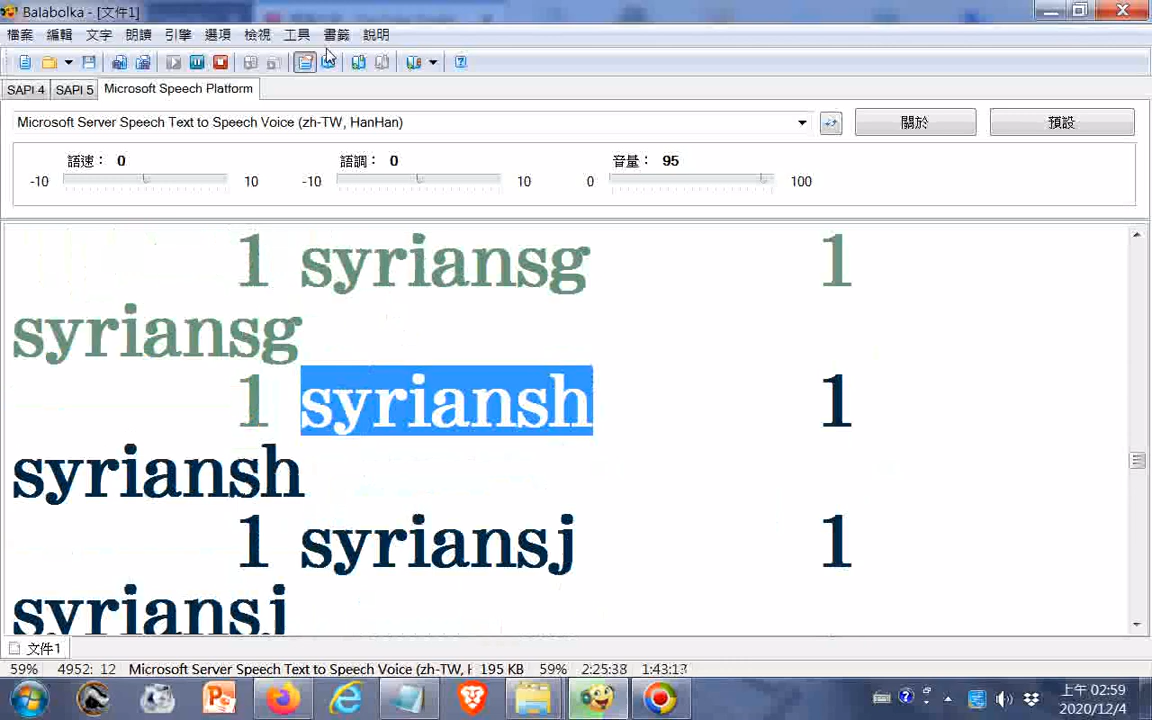 Balabolka - [文件1]
檔案 編輯 文字 朗讀 引擎 選項 檢視 工具 書籤 說明
SAPI 4 SAPI 5 Microsoft Speech Platform
Microsoft Server Speech Text to Speech Voice (zh-TW, HanHan) 關於 預設
語速： 0 語調： 0 音量： 95
-10 10 -10 10 0 100
1 syriansg 1
syriansg
1 syriansh 1
syriansh
1 syriansj 1
syriansj
文件1
59% 4952: 12 Microsoft Server Speech Text to Speech Voice (zh-TW, 195 KB 59% 2:25:38 1:43:13
上午 02:59
2020/12/4